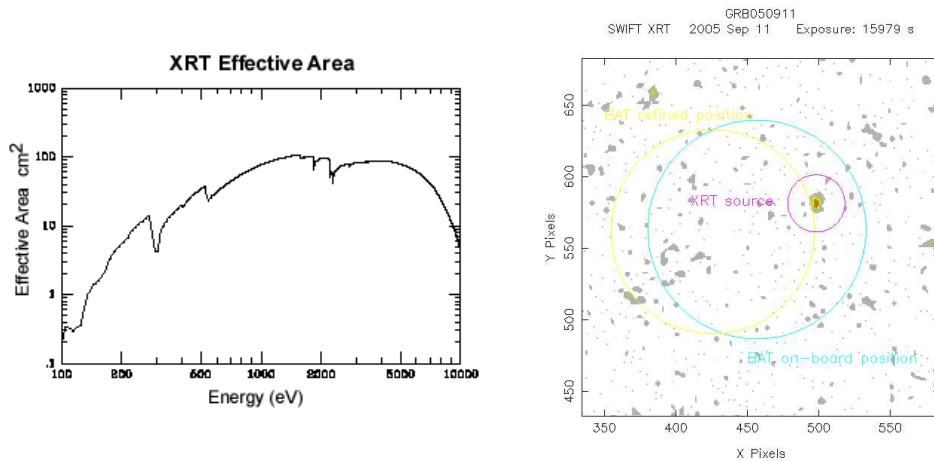 XRT Effective Area
Effective Area cm2
1000
100
10
1
.1
100
200
500
1000
2000
5000
10000
Energy (eV)
GRB050911
SWIFT XRT 2005 Sep 11 Exposure: 15979 s
Y Pixels
650
600
550
500
450
BAT refined position
XRT source
BAT on-board position
350
400
450
500
550
X Pixels